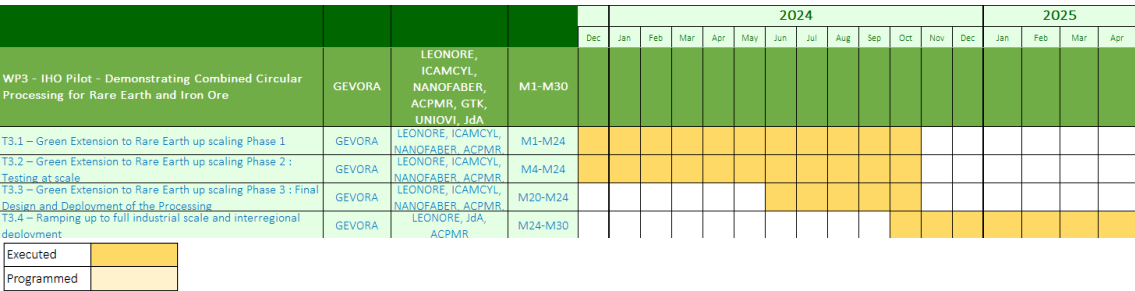 2024 2025
Dec Jan Feb Mar Apr May Jun Jul Aug Sep Oct Nov Dec Jan Feb Mar Apr
WP3 - IHO Pilot - Demonstrating Combined Circular
Processing for Rare Earth and Iron Ore
GEVORA
LEONORE,
ICAMCYL,
NANOFABER,
ACPMR, GTK,
UNIOVI, JdA
M1-M30
T3.1 – Green Extension to Rare Earth up scaling Phase 1
GEVORA
LEONORE, ICAMCYL,
NANOFABER, ACPMR,
M1-M24
T3.2 – Green Extension to Rare Earth up scaling Phase 2 :
Testing at scale
GEVORA
LEONORE, ICAMCYL,
NANOFABER, ACPMR,
M4-M24
T3.3 – Green Extension to Rare Earth up scaling Phase 3 : Final
Design and Deployment of the Processing
GEVORA
LEONORE, ICAMCYL,
NANOFABER, ACPMR,
M20-M24
T3.4 – Ramping up to full industrial scale and interregional
deployment
GEVORA
LEONORE, JdA,
ACPMR
M24-M30
Executed
Programmed